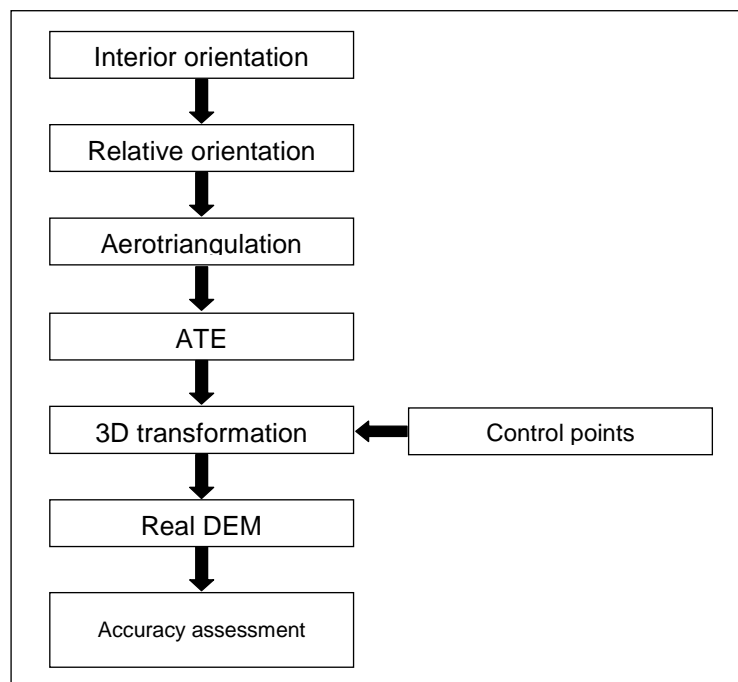 Interior orientation
Relative orientation
Aerotriangulation
ATE
3D transformation
Control points
Real DEM
Accuracy assessment